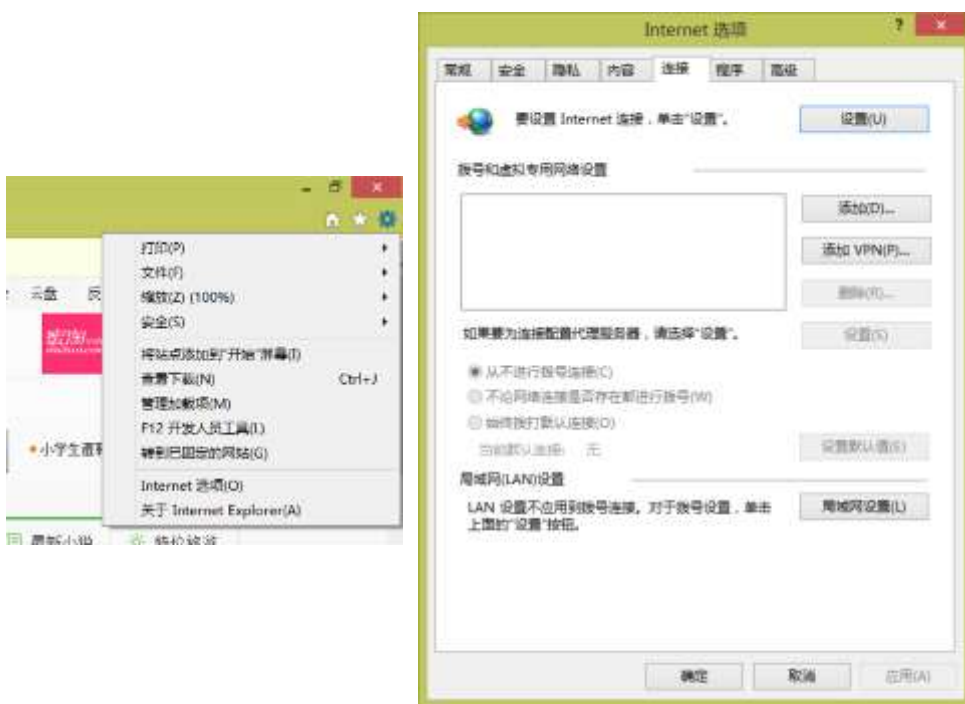 打印(P)
文件(F)
缩放(Z) (100%)
安全(S)
将站点添加到"开始"屏幕(I)
查看下载(N) Ctrl+J
管理加载项(M)
F12 开发人员工具(L)
转到已固定的网站(G)
Internet 选项(O)
关于 Internet Explorer(A)
云盘
小学生
最新小说
特价旅游
Internet 选项
常规 安全 隐私 内容 连接 程序 高级
要设置 Internet 连接,单击"设置"。 设置(U)
拨号和虚拟专用网络设置
添加(D)...
添加 VPN(P)...
删除(R)...
如果要为连接配置代理服务器,请选择"设置"。 设置(S)
从不进行拨号连接(C)
不论网络连接是否存在都进行拨号(W)
始终拨打默认连接(O)
当前默认连接: 无 设置默认值(E)
局域网(LAN)设置
LAN 设置不应用到拨号连接。对于拨号设置,单击 局域网设置(L)
上面的"设置"按钮。
确定 取消 应用(A)